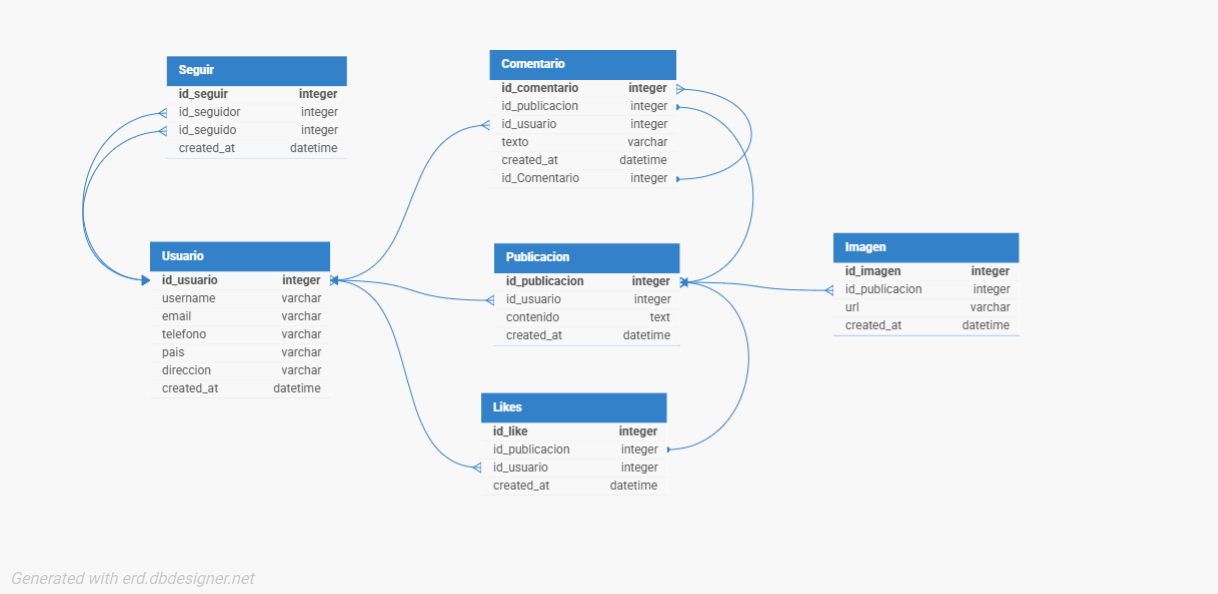 Seguir
id_seguir integer
id_seguidor integer
id_seguido integer
created_at datetime
Comentario
id_comentario integer
id_publicacion integer
id_usuario integer
texto varchar
created_at datetime
id_Comentario integer
Usuario
id_usuario integer
username varchar
email varchar
telefono varchar
pais varchar
direccion varchar
created_at datetime
Publicacion
id_publicacion integer
id_usuario integer
contenido text
created_at datetime
Imagen
id_imagen integer
id_publicacion integer
url varchar
created_at datetime
Likes
id_like integer
id_publicacion integer
id_usuario integer
created_at datetime
Generated with erd.dbdesigner.net